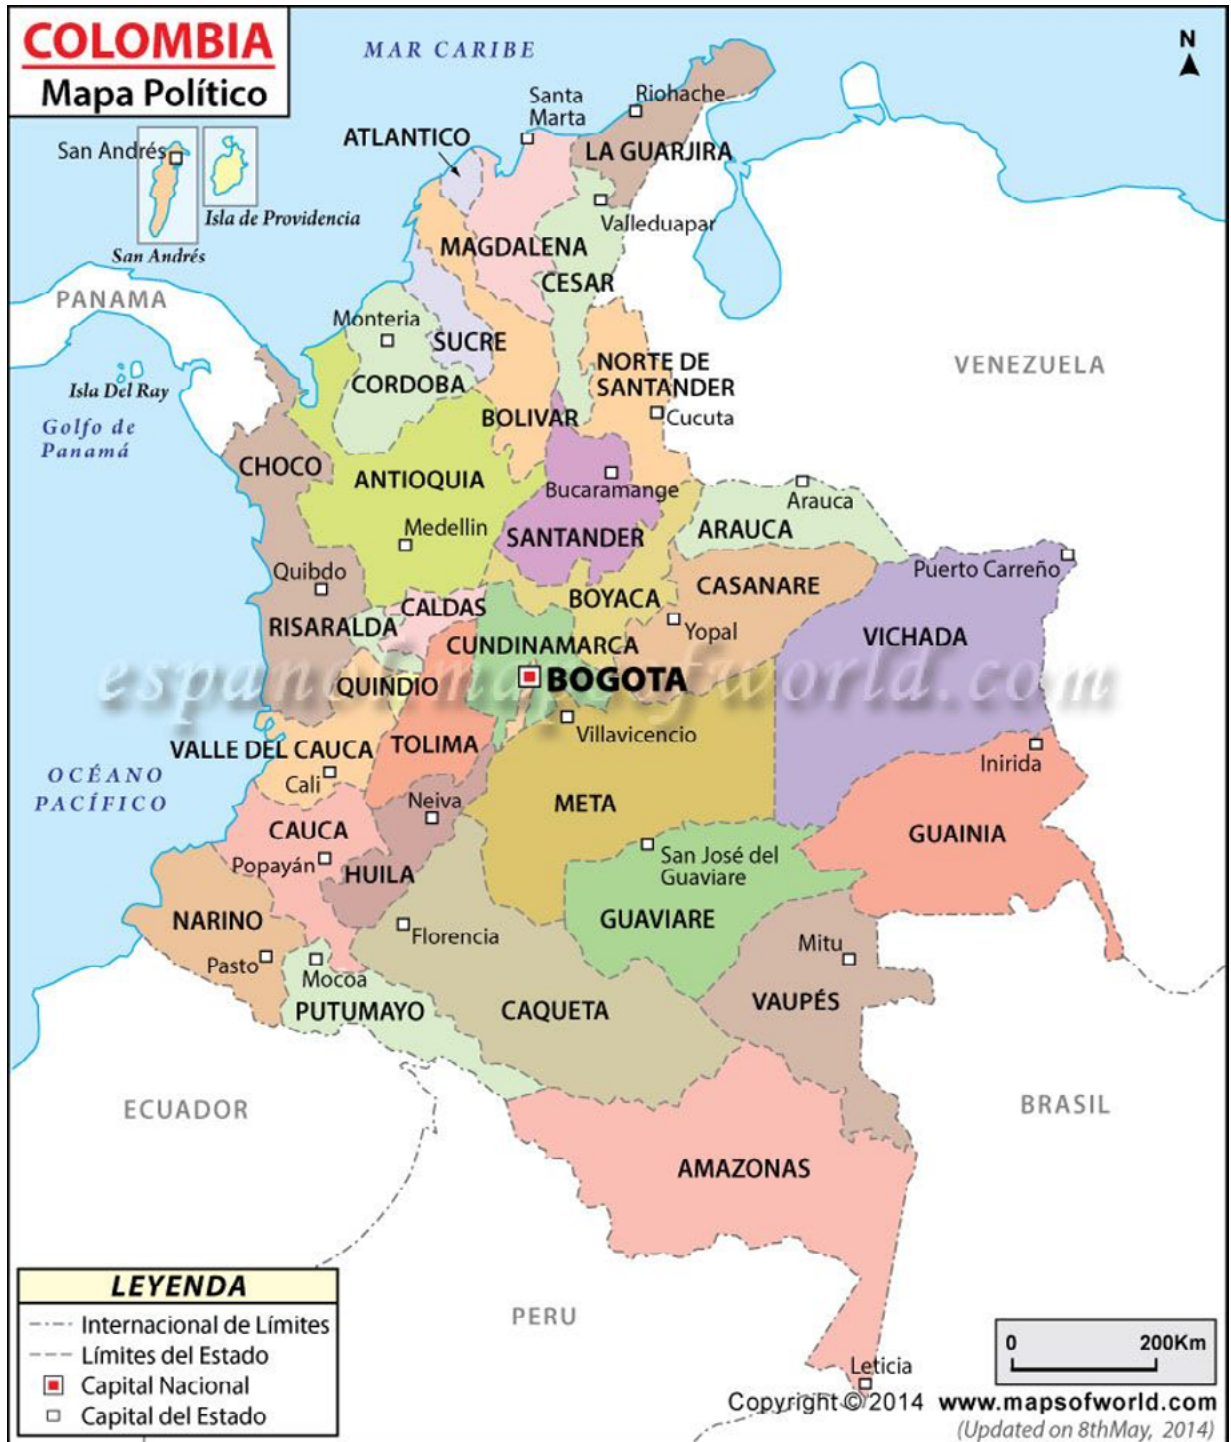 COLOMBIA
Mapa Político
MAR CARIBE
N
San Andrés
Isla de Providencia
San Andrés
ATLANTICO
Santa
Marta
Riohache
LA GUARJIRA
Valleduapar
MAGDALENA
CESAR
PANAMA
Monteria
SUCRE
CORDOBA
NORTE DE
SANTANDER
Cucuta
VENEZUELA
Isla Del Ray
Golfo de
Panamá
BOLIVAR
CHOCO
ANTIOQUIA
Bucaramange
Arauca
Medellin
SANTANDER
ARAUCA
Quibdo
CALDAS
BOYACA
CASANARE
Puerto Carreño
RISARALDA
CUNDINAMARCA
Yopal
VICHADA
espanol.mapsofworld.com
QUINDIO
BOGOTA
VALLE DEL CAUCA
TOLIMA
Villavicencio
Inirida
OCÉANO
PACÍFICO
Cali
Neiva
META
CAUCA
GUAINIA
Popayán
HUILA
San José del
Guaviare
NARINO
Florencia
GUAVIARE
Mitu
Pasto
Mocoa
PUTUMAYO
CAQUETA
VAUPÉS
ECUADOR
BRASIL
AMAZONAS
PERU
LEYENDA
Internacional de Límites
Límites del Estado
Capital Nacional
Capital del Estado
0 200Km
Leticia
Copyright © 2014 www.mapsofworld.com
(Updated on 8thMay, 2014)